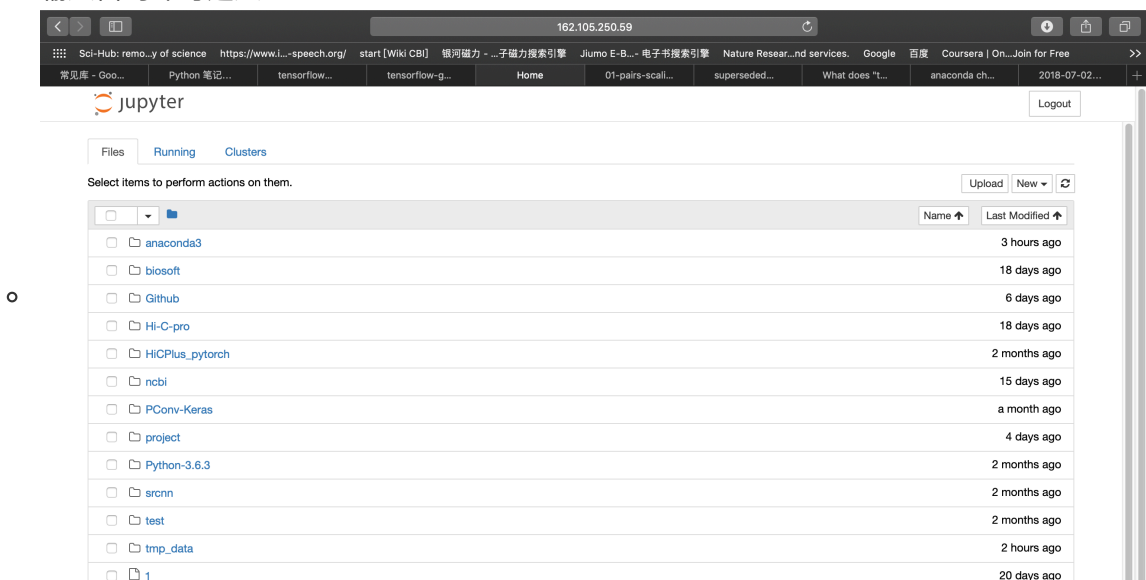 162.105.250.59
Sci-Hub: remo...y of science https://www.i...-speech.org/ start [Wiki CBI] 银河磁力 - ...子磁力搜索引擎 Jiumo E-B...- 电子书搜索引擎 Nature Resear...nd services. Google 百度 Coursera | On...Join for Free >>
常见库 - Goo... Python 笔记... tensorflow... tensorflow-g... Home 01-pairs-scali... superseded... What does "t... anaconda ch... 2018-07-02... +
jupyter Logout
Files Running Clusters
Select items to perform actions on them. Upload New
Name Last Modified
anaconda3 3 hours ago
biosoft 18 days ago
Github 6 days ago
Hi-C-pro 18 days ago
HiCPlus_pytorch 2 months ago
ncbi 15 days ago
PConv-Keras a month ago
project 4 days ago
Python-3.6.3 2 months ago
srcnn 2 months ago
test 2 months ago
tmp_data 2 hours ago
1 20 days ago